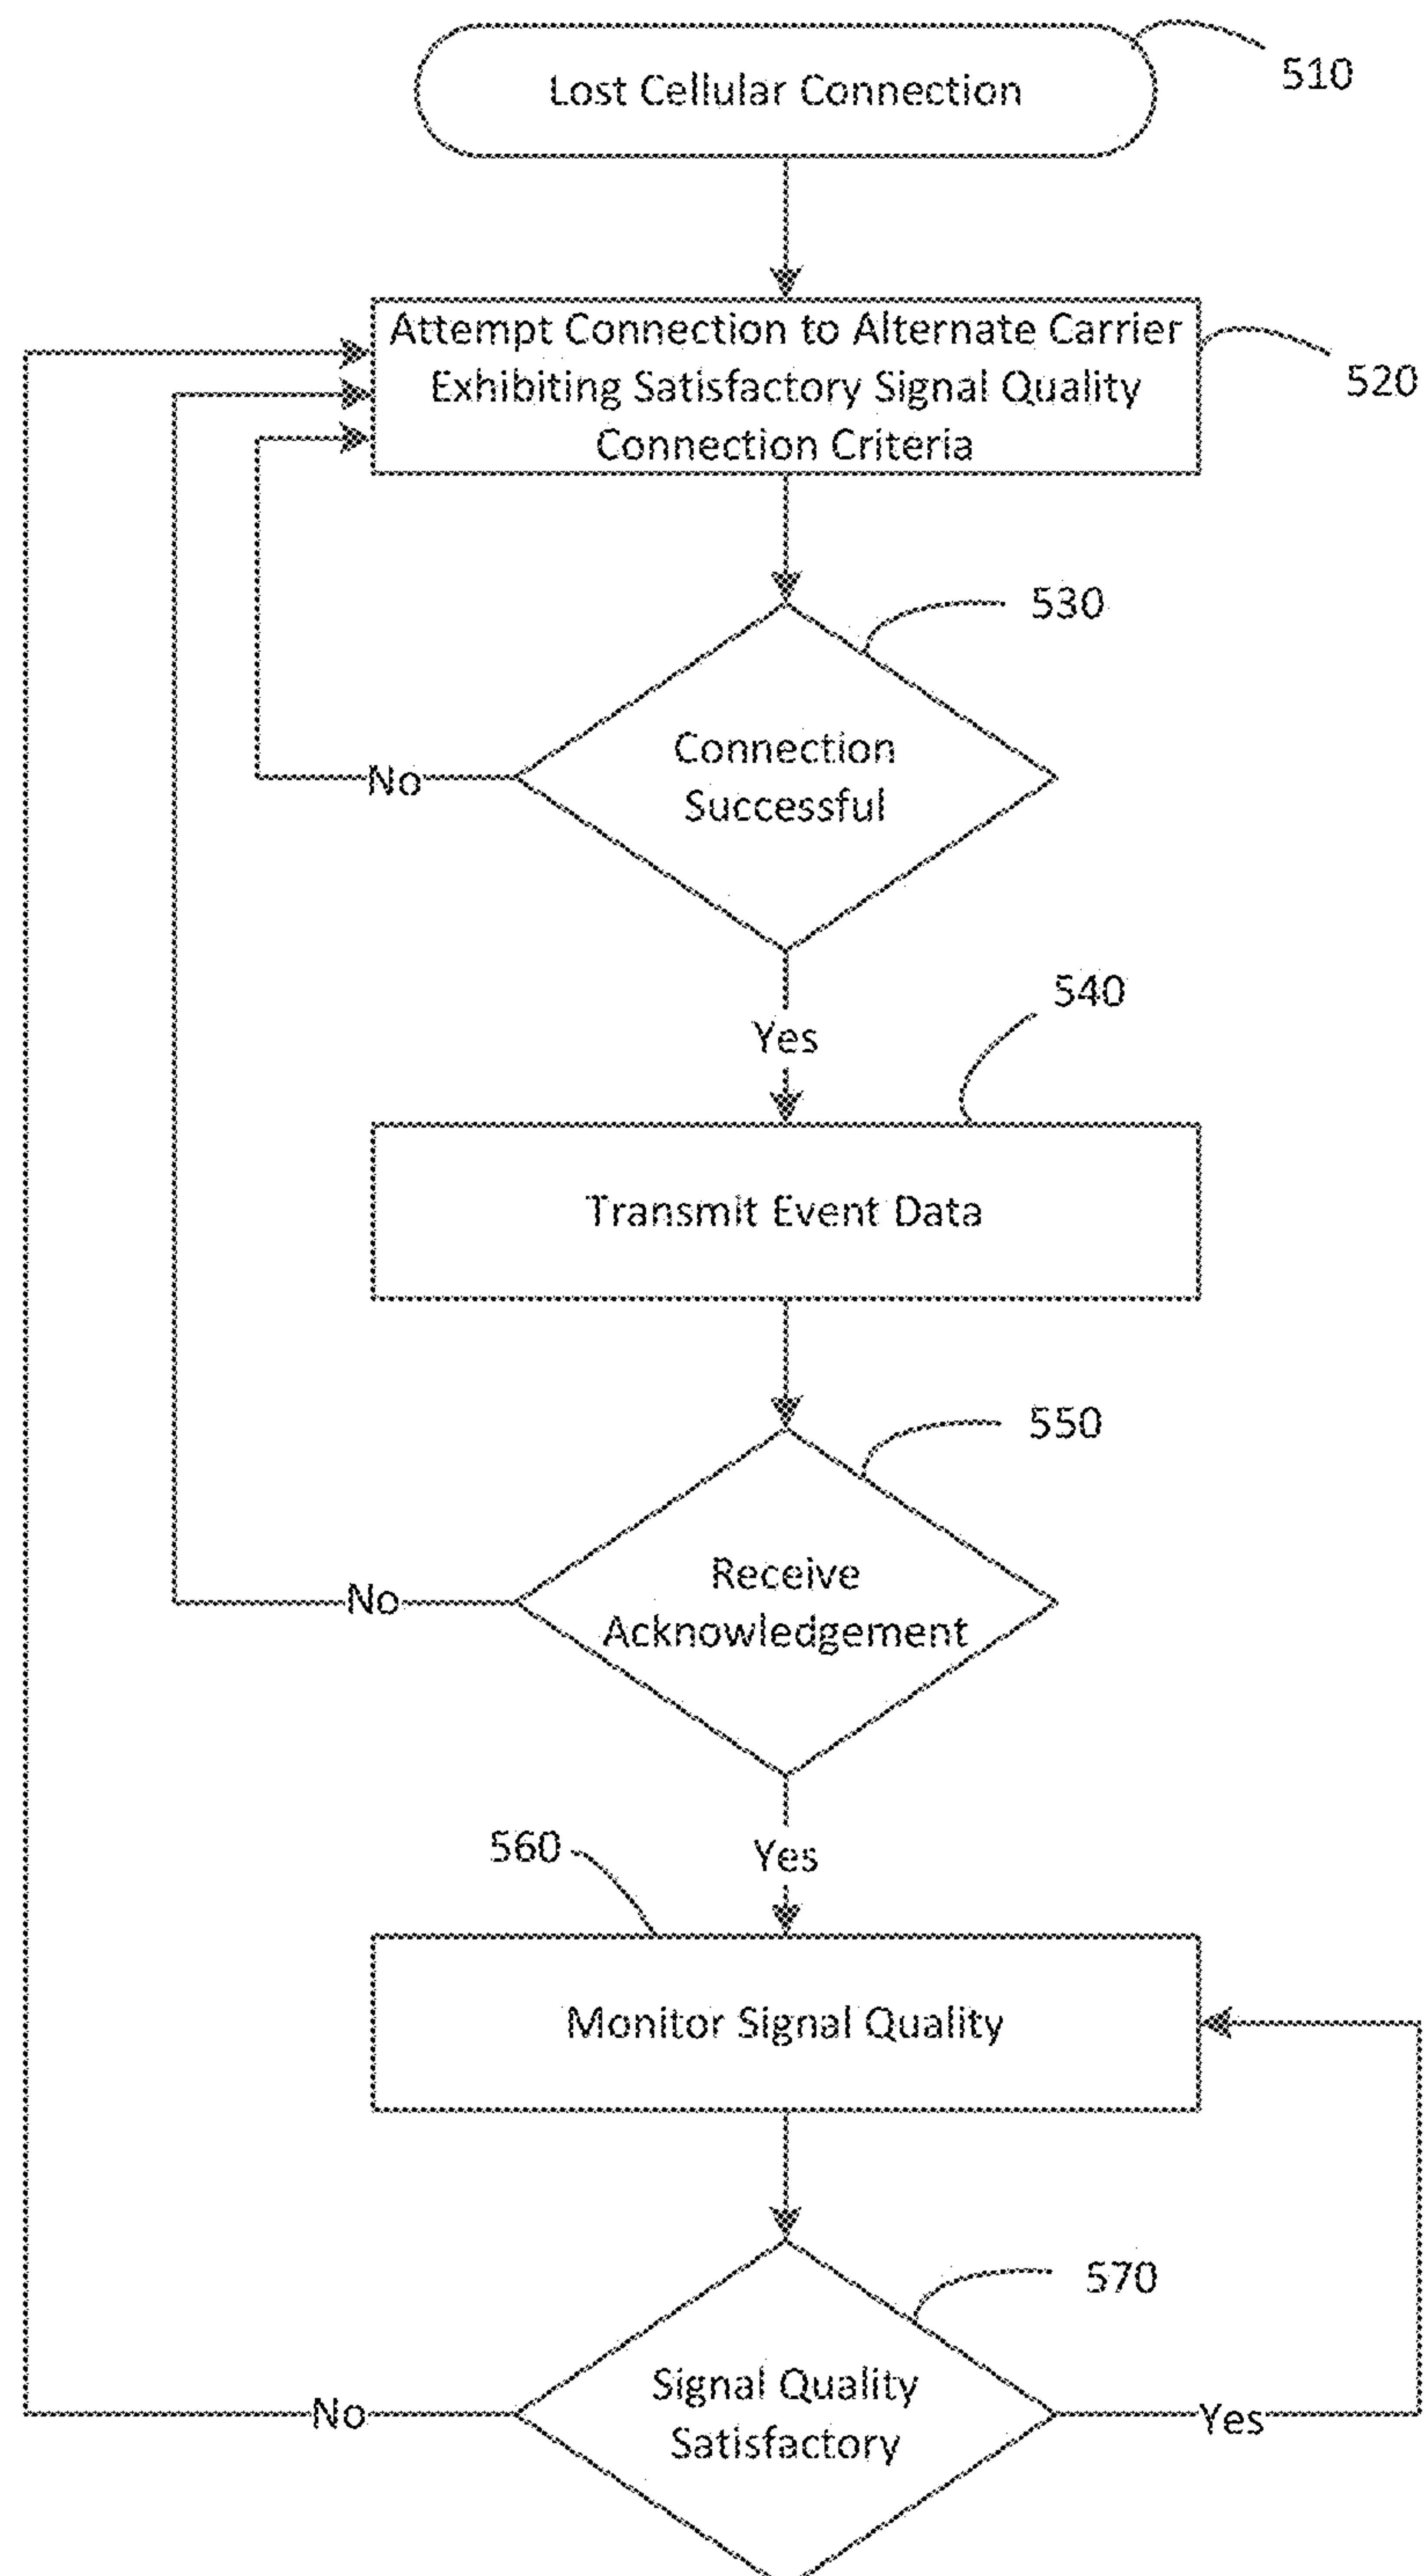 Lost Cellular Connection
510
Attempt Connection to Alternate Carrier
Exhibiting Satisfactory Signal Quality
Connection Criteria
520
530
Connection
Successful
No
Yes
540
Transmit Event Data
550
Receive
Acknowledgement
No
Yes
560
Monitor Signal Quality
570
Signal Quality
Satisfactory
No
Yes